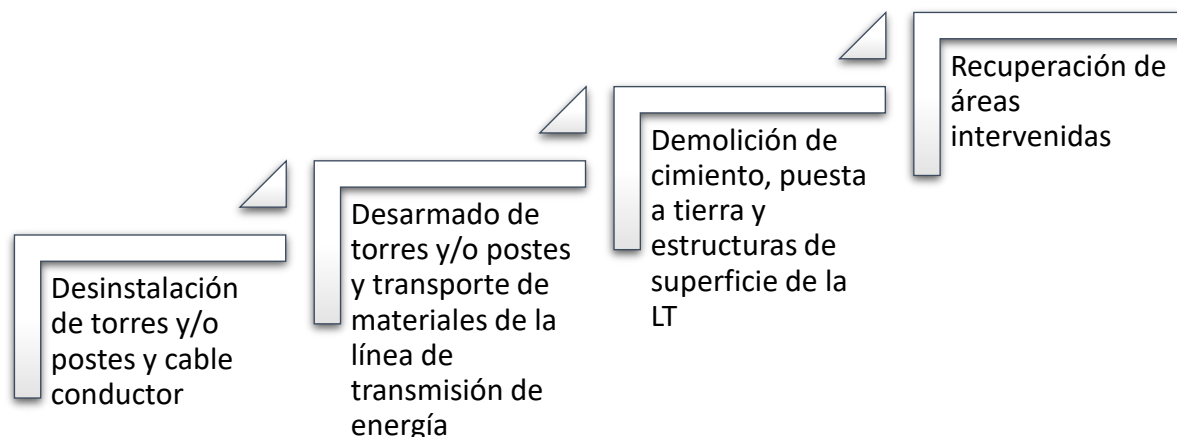 Desinstalación
de torres y/o
postes y cable
conductor
Desarmado de
torres y/o postes
y transporte de
materiales de la
línea de
transmisión de
energía
Demolición de
cimiento, puesta
a tierra y
estructuras de
superficie de la
LT
Recuperación de
áreas
intervenidas